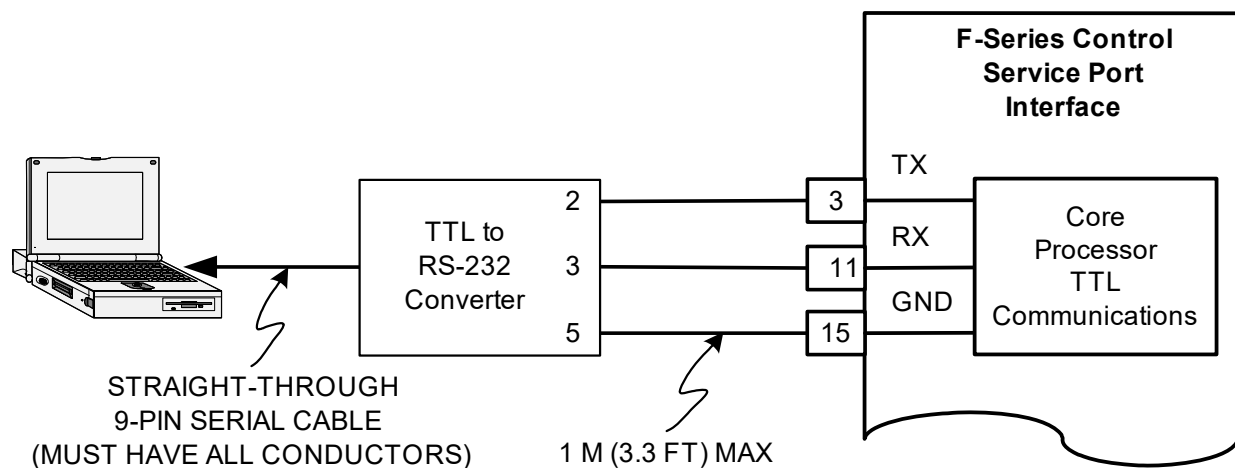 F-Series Control
Service Port
Interface
TX
2
3
Core
Processor
TTL
Communications
TTL to
RS-232
Converter
RX
3
11
GND
5
15
STRAIGHT-THROUGH
9-PIN SERIAL CABLE
(MUST HAVE ALL CONDUCTORS)
1 M (3.3 FT) MAX